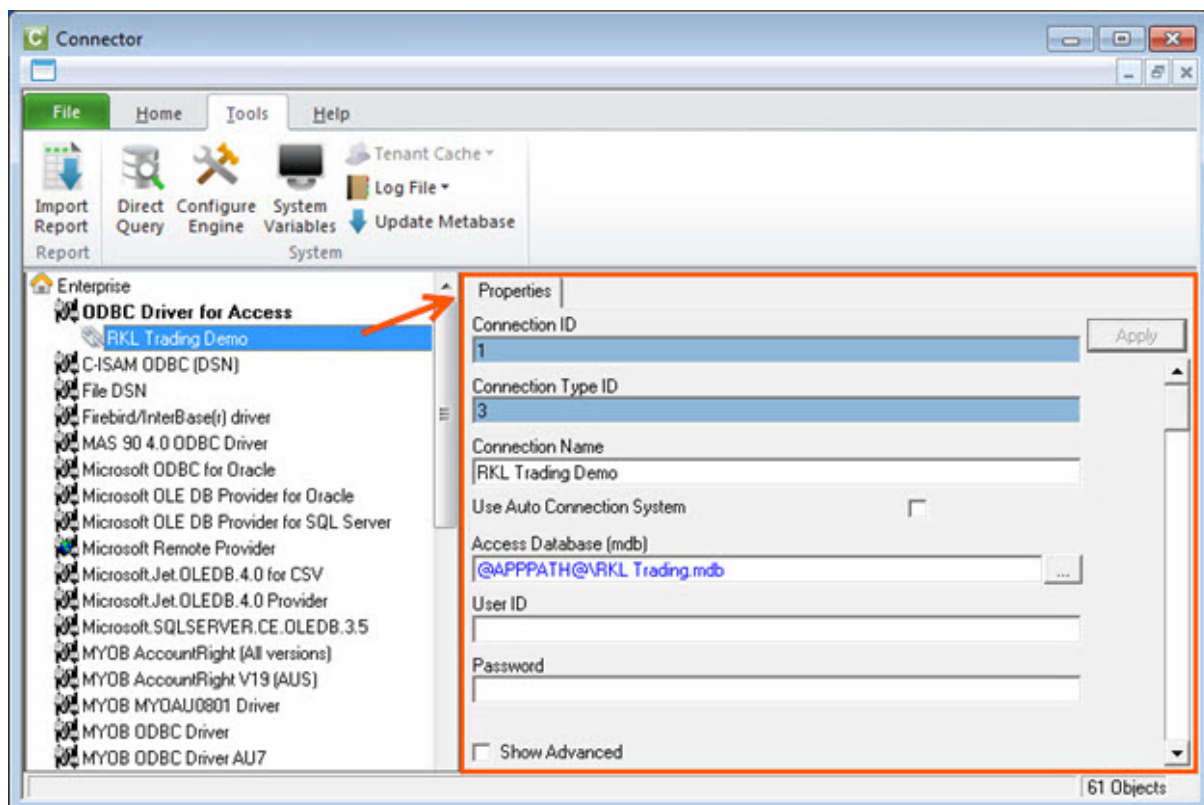 Connector
File Home Tools Help
Import Report
Direct Query
Configure Engine
System Variables
Tenant Cache
Log File
Update Metabase
Report
System
Enterprise
ODBC Driver for Access
RKL Trading Demo
C-ISAM ODBC (DSN)
File DSN
Firebird/InterBase(r) driver
MAS 90 4.0 ODBC Driver
Microsoft ODBC for Oracle
Microsoft OLE DB Provider for Oracle
Microsoft OLE DB Provider for SQL Server
Microsoft Remote Provider
Microsoft.Jet.OLEDB.4.0 for CSV
Microsoft.Jet.OLEDB.4.0 Provider
Microsoft.SQLSERVER.CE.OLEDB.3.5
MYOB AccountRight (All versions)
MYOB AccountRight V19 (AUS)
MYOB MYOAU0801 Driver
MYOB ODBC Driver
MYOB ODBC Driver AU7
Properties
Connection ID
1
Apply
Connection Type ID
3
Connection Name
RKL Trading Demo
Use Auto Connection System
Access Database (mdb)
@APPPATH@\RKL Trading.mdb
...
User ID
Password
Show Advanced
61 Objects